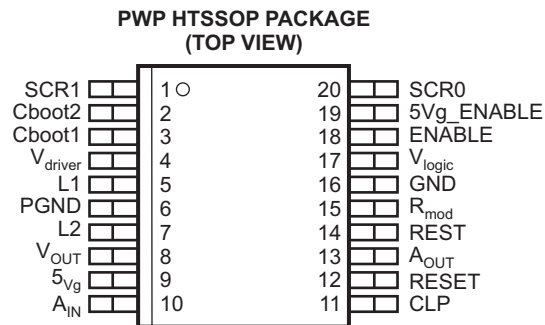 PWP HTSSOP PACKAGE
(TOP VIEW)
SCR1 1 20 SCR0
Cboot2 2 19 5Vg_ENABLE
Cboot1 3 18 ENABLE
Vdriver 4 17 Vlogic
L1 5 16 GND
PGND 6 15 Rmod
L2 7 14 REST
VOUT 8 13 AOUT
5Vg 9 12 RESET
AIN 10 11 CLP